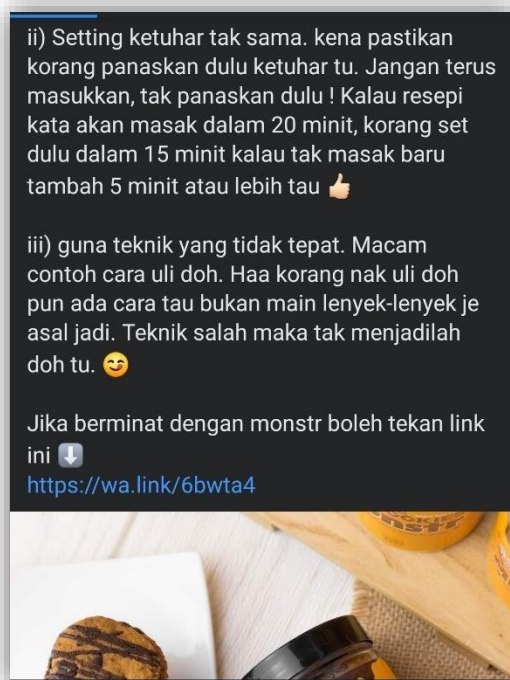 ii) Setting ketuhar tak sama. kena pastikan
korang panaskan dulu ketuhar tu. Jangan terus
masukkan, tak panaskan dulu ! Kalau resepi
kata akan masak dalam 20 minit, korang set
dulu dalam 15 minit kalau tak masak baru
tambah 5 minit atau lebih tau 👍🏻
iii) guna teknik yang tidak tepat. Macam
contoh cara uli doh. Haa korang nak uli doh
pun ada cara tau bukan main lenyek-lenyek je
asal jadi. Teknik salah maka tak menjadilah
doh tu. 😋
Jika berminat dengan monstr boleh tekan link
ini ⬇️
https://wa.link/6bwta4